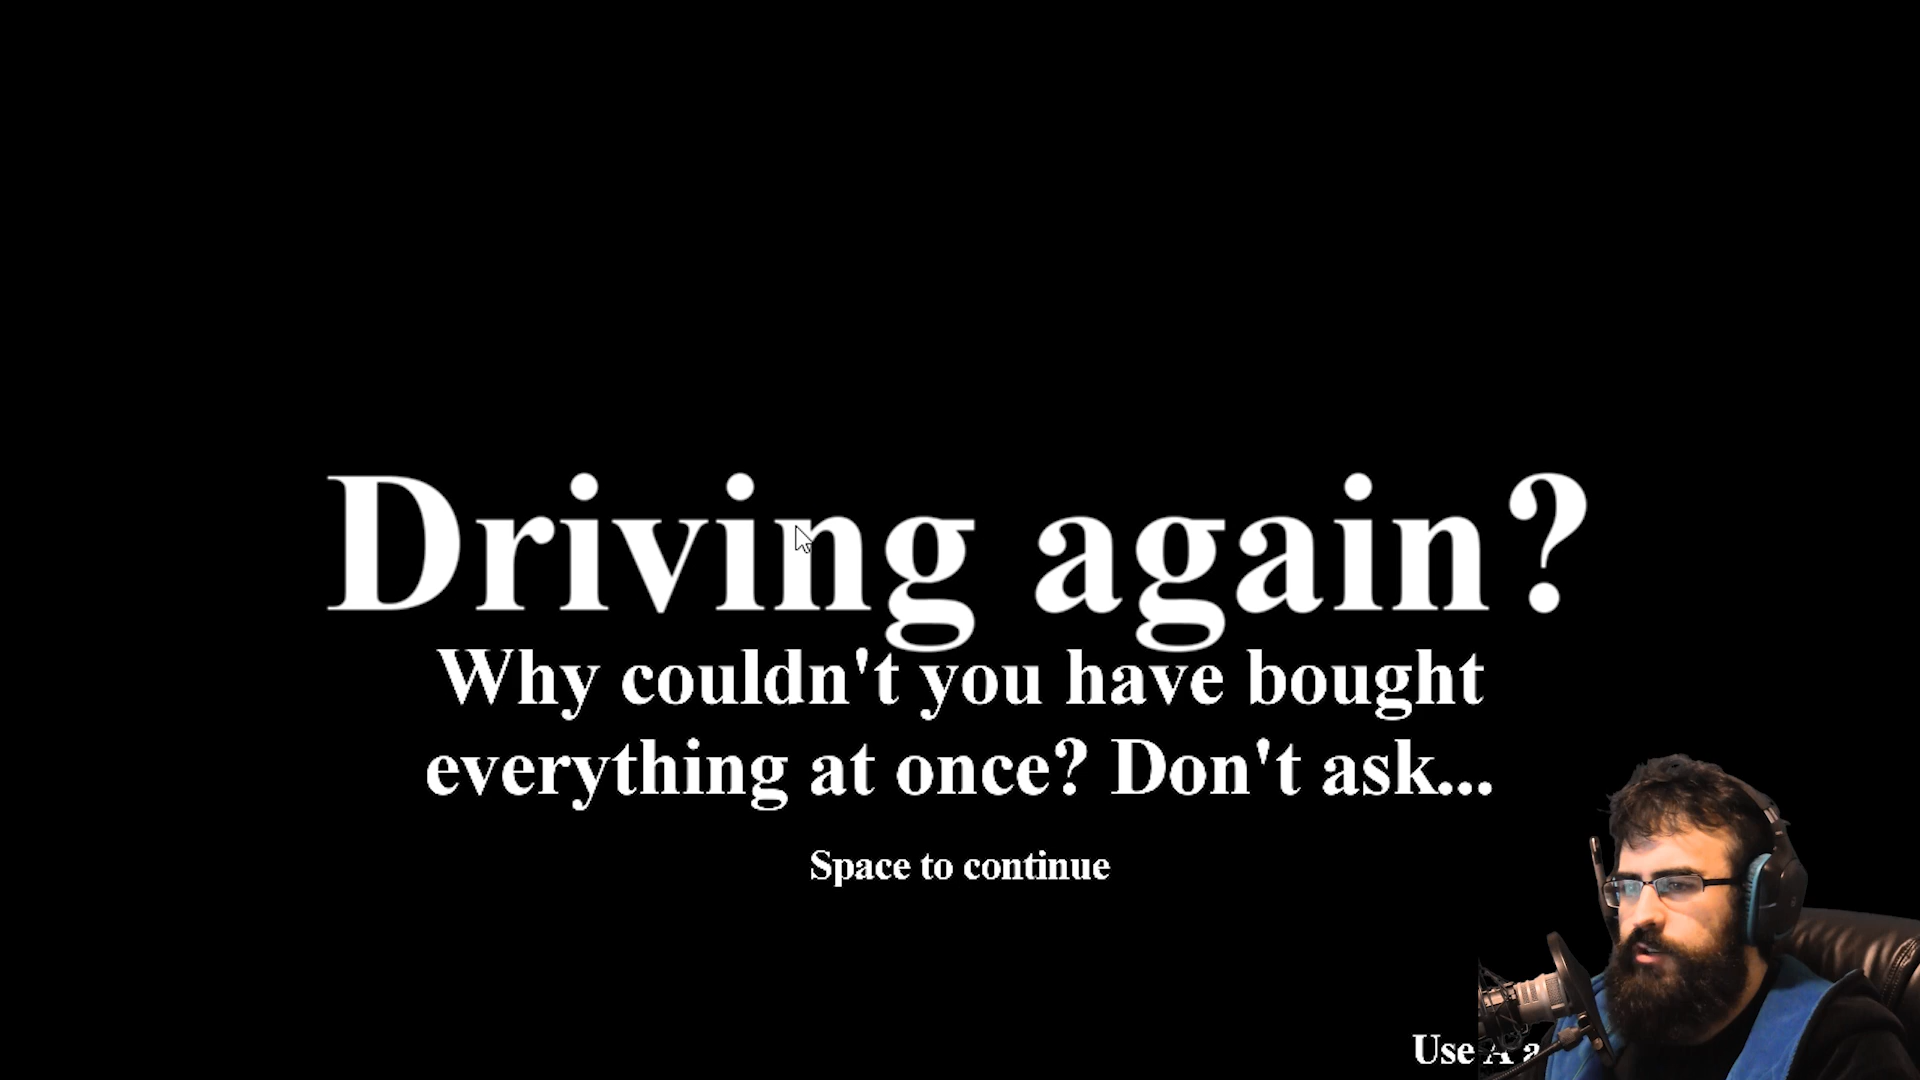 Driving again?
Why couldn't you have bought
everything at once? Don't ask...
Space to continue
Use A a